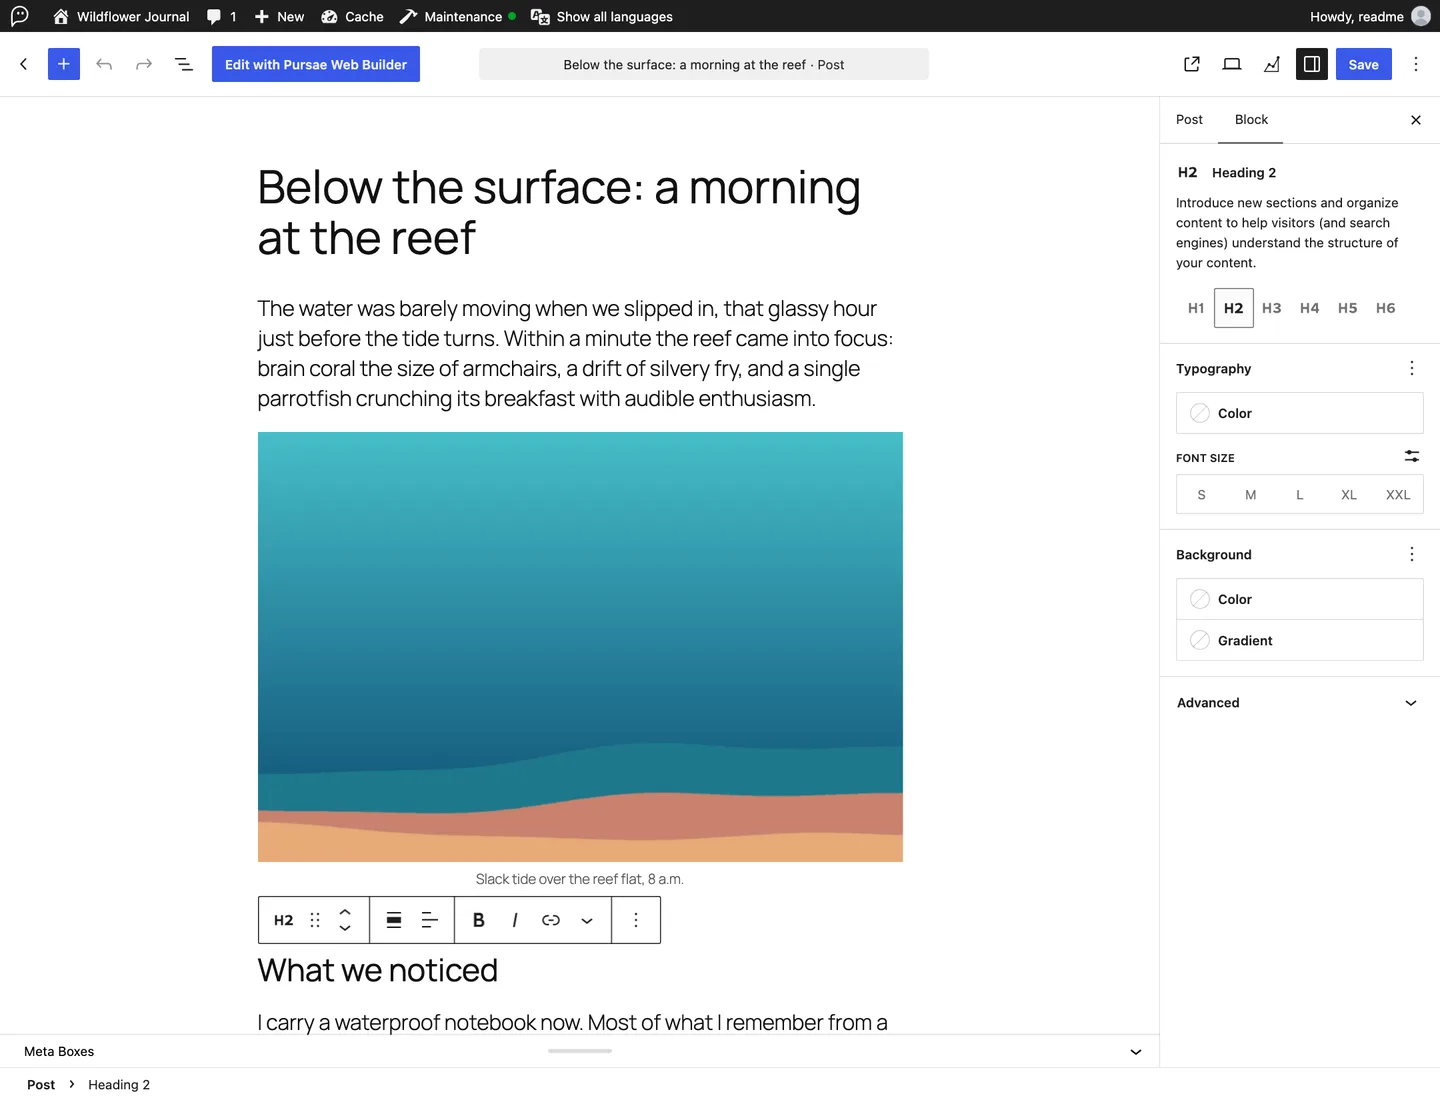 Wildflower Journal
1
New
Cache
Maintenance
Show all languages
Howdy, readme
Edit with Pursae Web Builder
Below the surface: a morning at the reef · Post
Save
Below the surface: a morning
at the reef
The water was barely moving when we slipped in, that glassy hour
just before the tide turns. Within a minute the reef came into focus:
brain coral the size of armchairs, a drift of silvery fry, and a single
parrotfish crunching its breakfast with audible enthusiasm.
Slack tide over the reef flat, 8 a.m.
H2
B
I
What we noticed
I carry a waterproof notebook now. Most of what I remember from a
Meta Boxes
Post
Heading 2
Post
Block
H2 Heading 2
Introduce new sections and organize
content to help visitors (and search
engines) understand the structure of
your content.
H1 H2 H3 H4 H5 H6
Typography
Color
FONT SIZE
S M L XL XXL
Background
Color
Gradient
Advanced